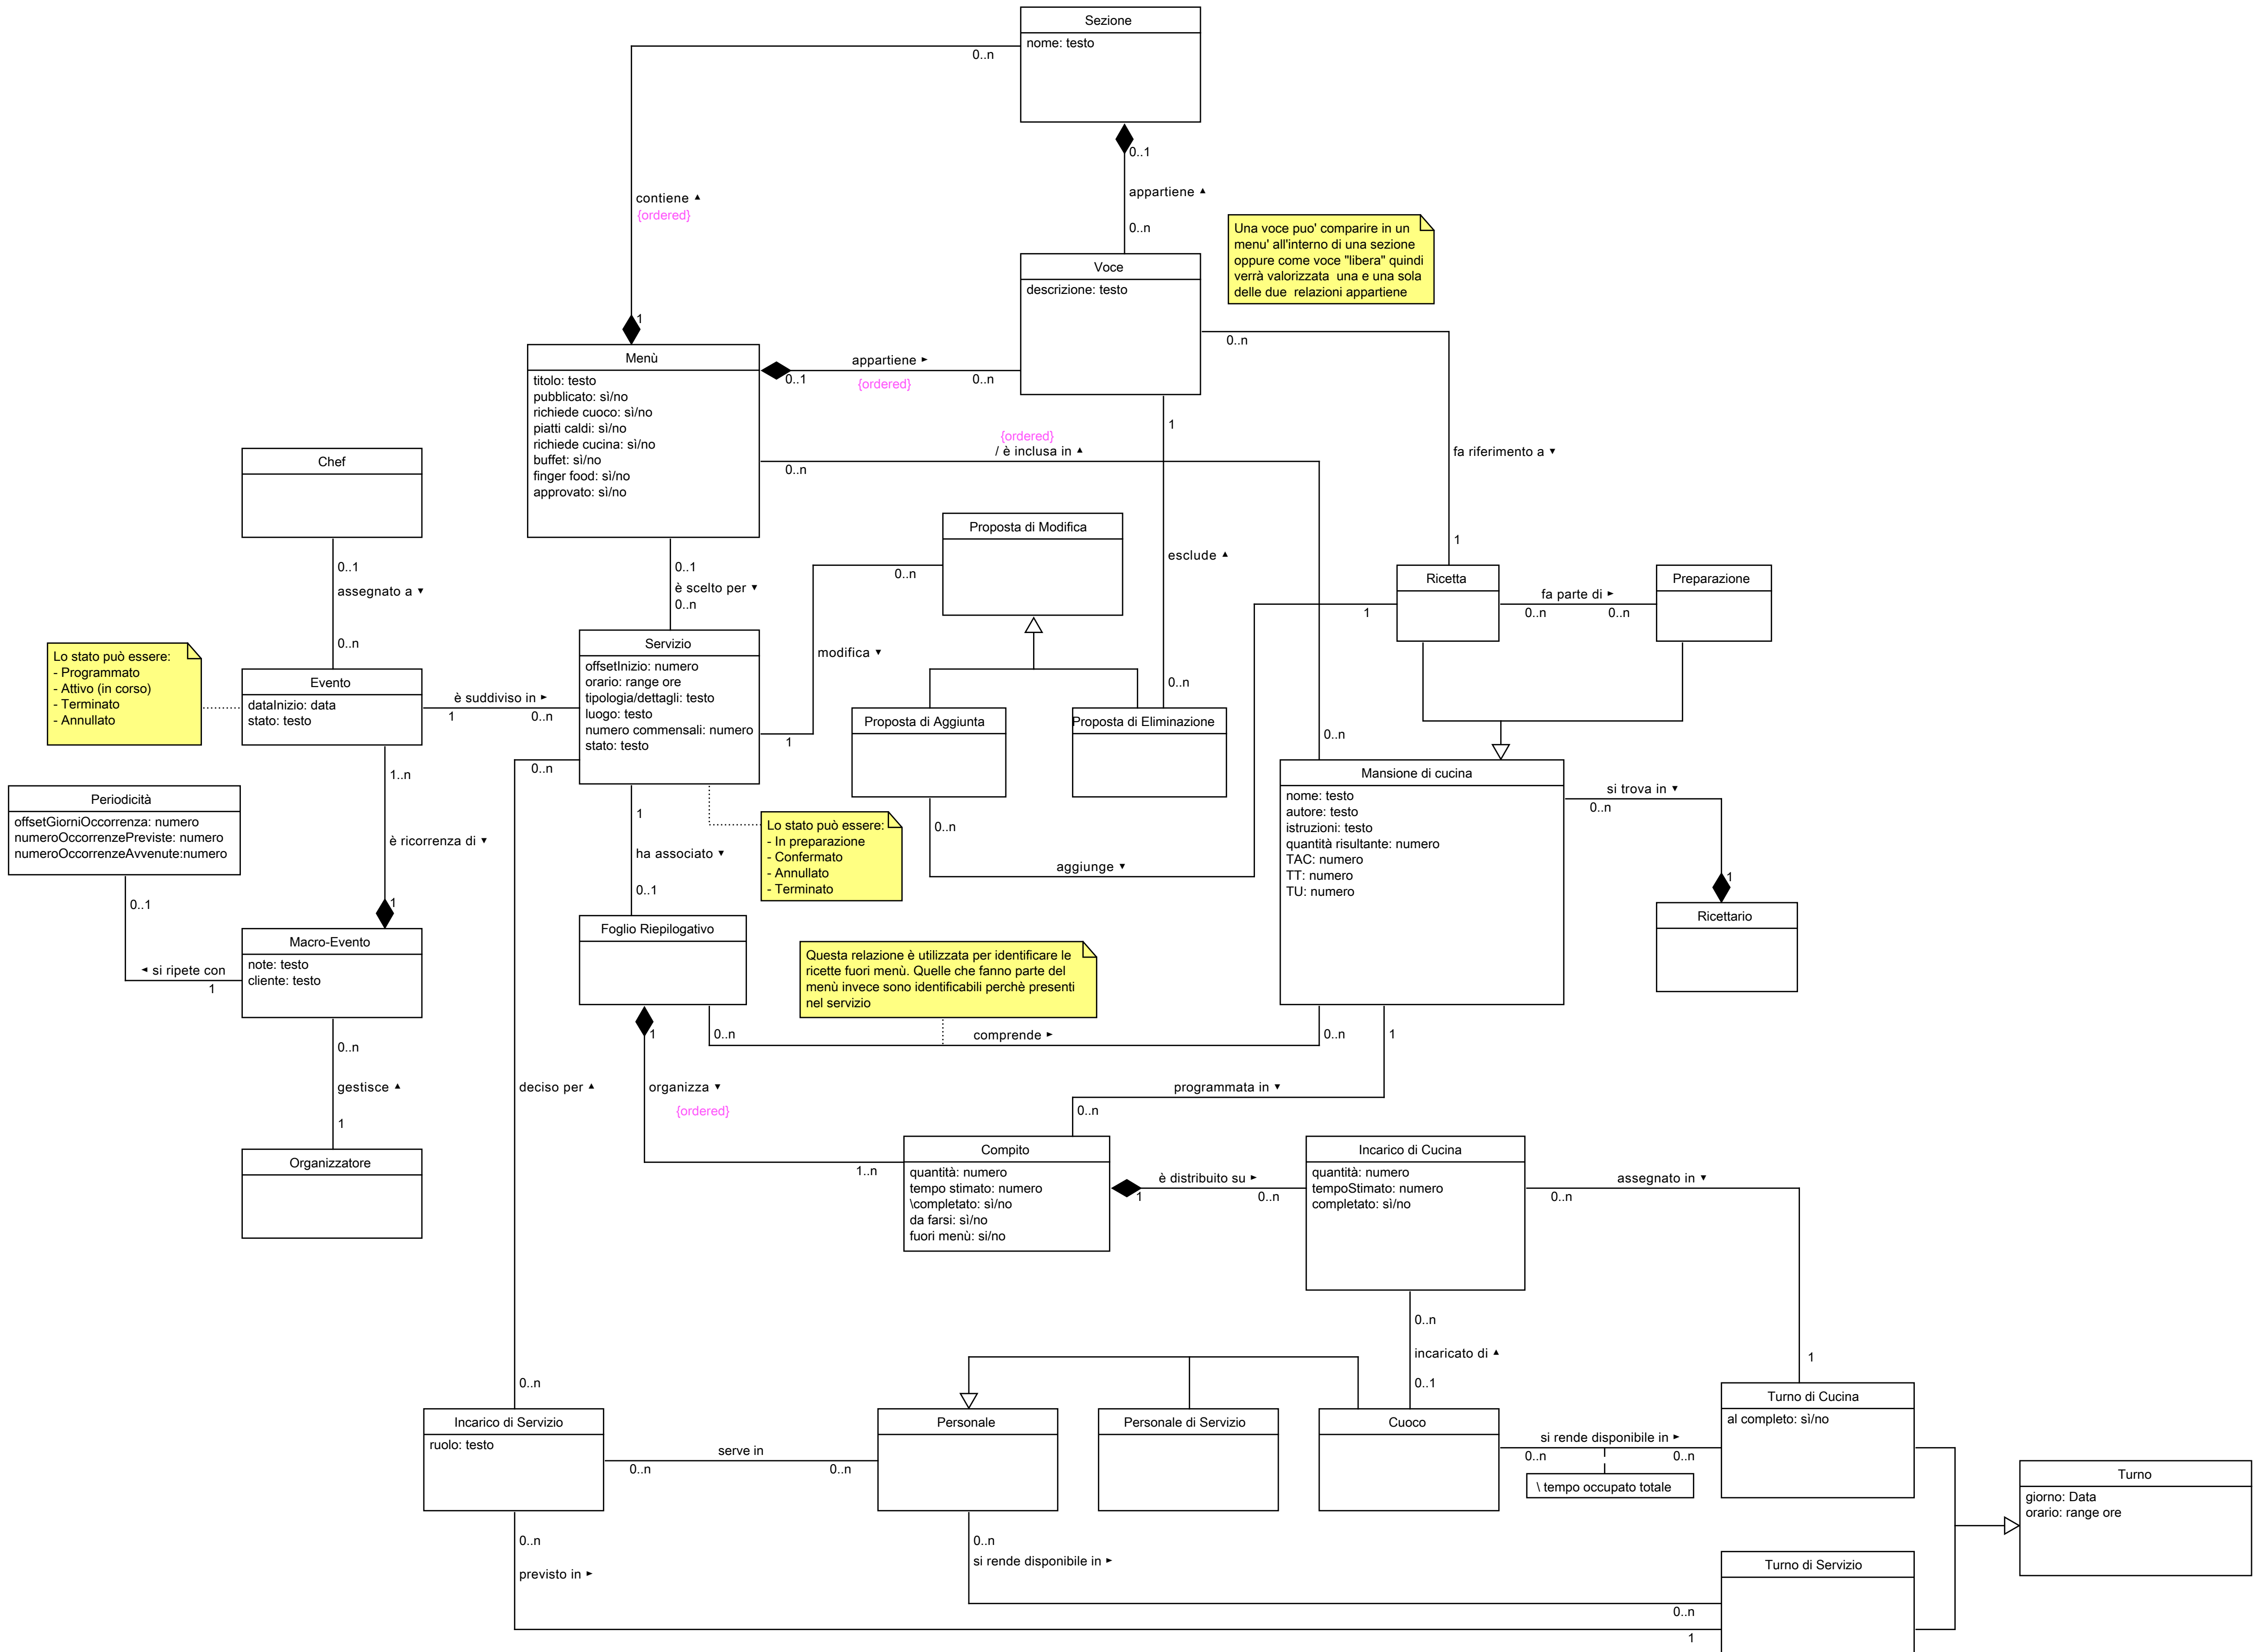 Sezione
nome: testo
0..n
0..1
contiene ▲
{ordered}
appartiene ▲
0..n
Una voce puo' comparire in un
menu' all'interno di una sezione
oppure come voce "libera" quindi
verrà valorizzata una e una sola
delle due relazioni appartiene
Voce
descrizione: testo
1
0..n
Menù
titolo: testo
pubblicato: sì/no
richiede cuoco: sì/no
piatti caldi: sì/no
richiede cucina: sì/no
buffet: sì/no
finger food: sì/no
approvato: sì/no
appartiene ►
0..1
{ordered}
0..n
1
{ordered}
/ è inclusa in ▲
0..n
fa riferimento a ▼
Chef
Proposta di Modifica
esclude ▲
1
0..1
assegnato a ▼
0..n
0..1
è scelto per ▼
0..n
0..n
Ricetta
fa parte di ►
0..n
0..n
Preparazione
1
Lo stato può essere:
- Programmato
- Attivo (in corso)
- Terminato
- Annullato
Evento
dataInizio: data
stato: testo
è suddiviso in ►
1
0..n
Servizio
offsetInizio: numero
orario: range ore
tipologia/dettagli: testo
luogo: testo
numero commensali: numero
stato: testo
modifica ▼
1
0..n
0..n
Proposta di Aggiunta
Proposta di Eliminazione
0..n
1..n
Periodicità
offsetGiorniOccorrenza: numero
numeroOccorrenzePreviste: numero
numeroOccorrenzeAvvenute:numero
è ricorrenza di ▼
1
ha associato ▼
0..1
Lo stato può essere:
- In preparazione
- Confermato
- Annullato
- Terminato
0..n
aggiunge ▼
Mansione di cucina
nome: testo
autore: testo
istruzioni: testo
quantità risultante: numero
TAC: numero
TT: numero
TU: numero
si trova in ▼
0..n
1
Ricettario
0..1
1
Macro-Evento
note: testo
cliente: testo
◄ si ripete con
1
Foglio Riepilogativo
Questa relazione è utilizzata per identificare le
ricette fuori menù. Quelle che fanno parte del
menù invece sono identificabili perchè presenti
nel servizio
0..n
1
0..n
comprende ►
0..n
1
gestisce ▲
deciso per ▲
organizza ▼
{ordered}
programmata in ▼
0..n
1
Organizzatore
1..n
Compito
quantità: numero
tempo stimato: numero
\completato: sì/no
da farsi: sì/no
fuori menù: si/no
è distribuito su ►
1
0..n
Incarico di Cucina
quantità: numero
tempoStimato: numero
completato: sì/no
assegnato in ▼
0..n
0..n
incaricato di ▲
0..1
1
0..n
Incarico di Servizio
ruolo: testo
serve in
0..n
0..n
Personale
Personale di Servizio
Cuoco
si rende disponibile in ►
0..n
0..n
\ tempo occupato totale
Turno di Cucina
al completo: sì/no
Turno
giorno: Data
orario: range ore
0..n
previsto in ►
0..n
si rende disponibile in ►
Turno di Servizio
0..n
1